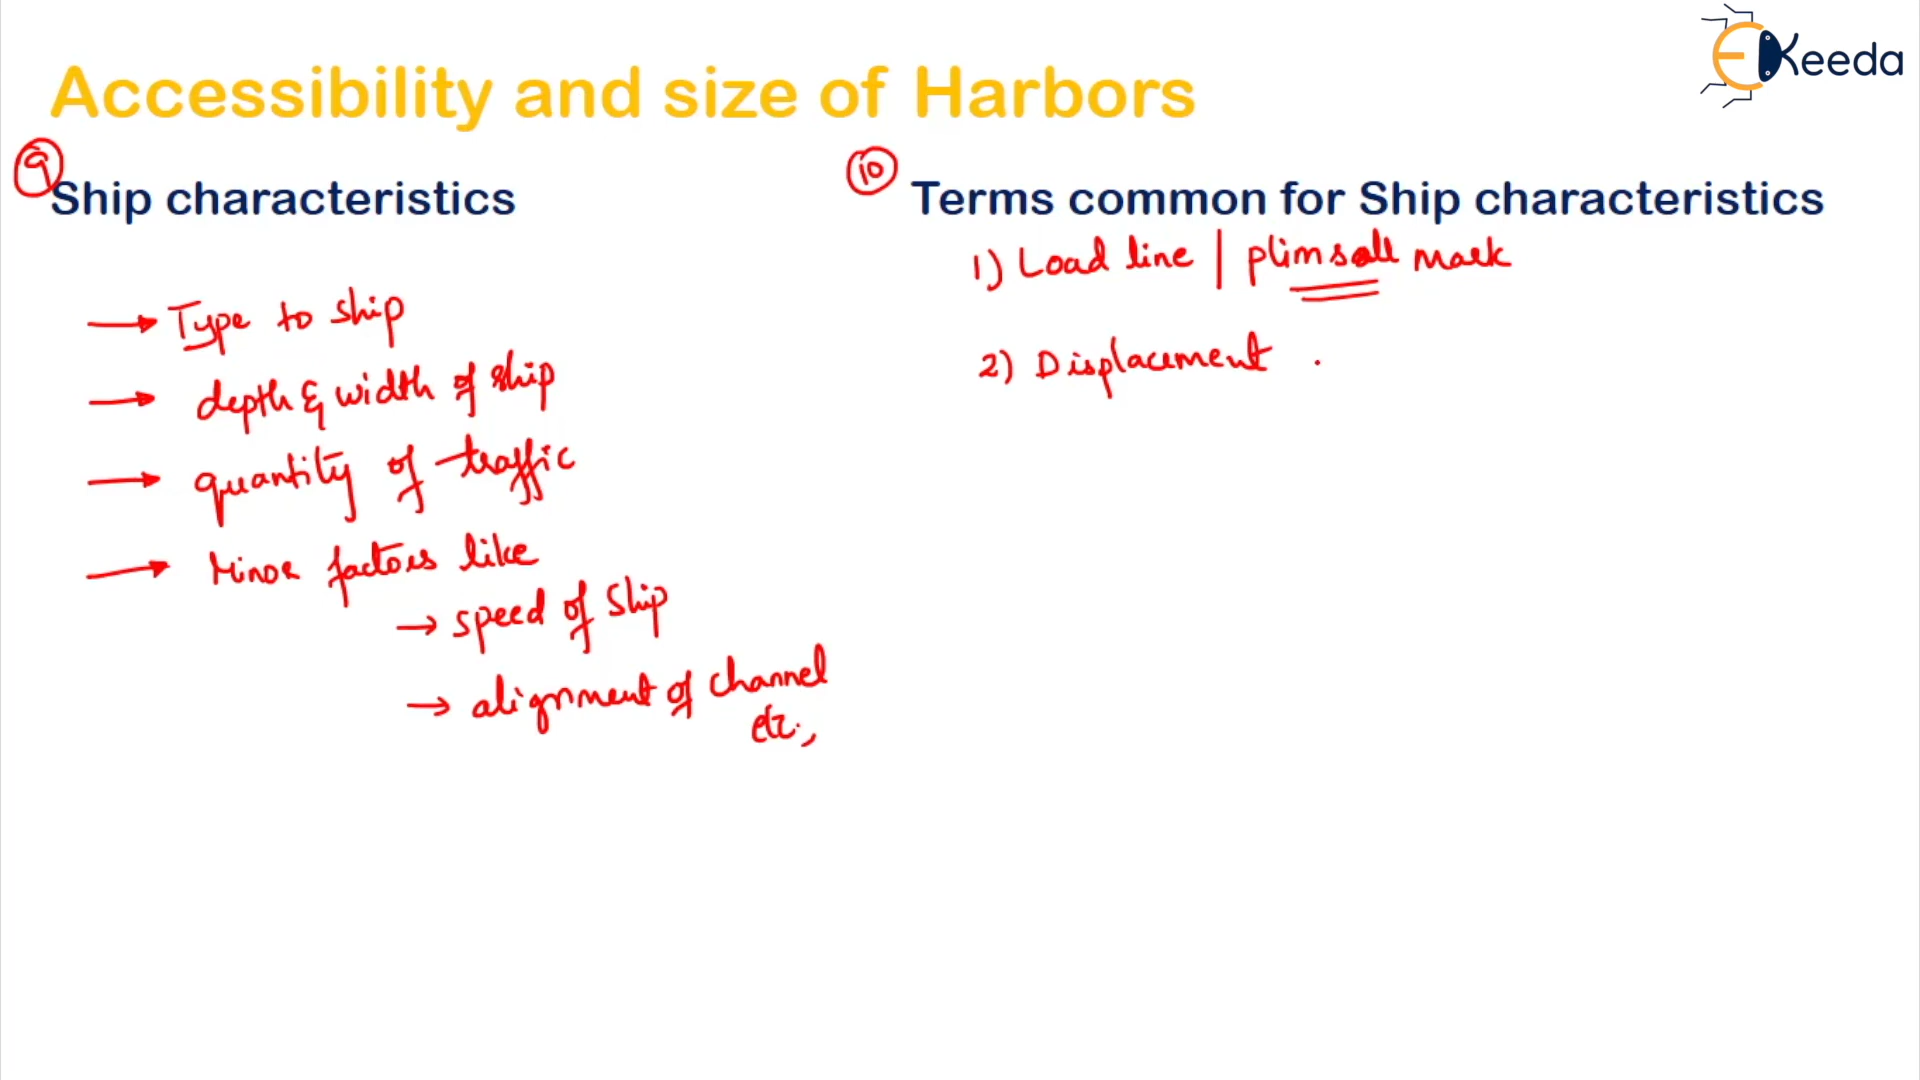 EKeeda
Accessibility and size of Harbors
9
Ship characteristics
→ Type to ship
→ depth & width of ship
→ quantity of traffic
→ Minor factors like
→ speed of ship
→ alignment of channel
etc.,
10
Terms common for Ship characteristics
1) Load line | plimsoll mark
2) Displacement .